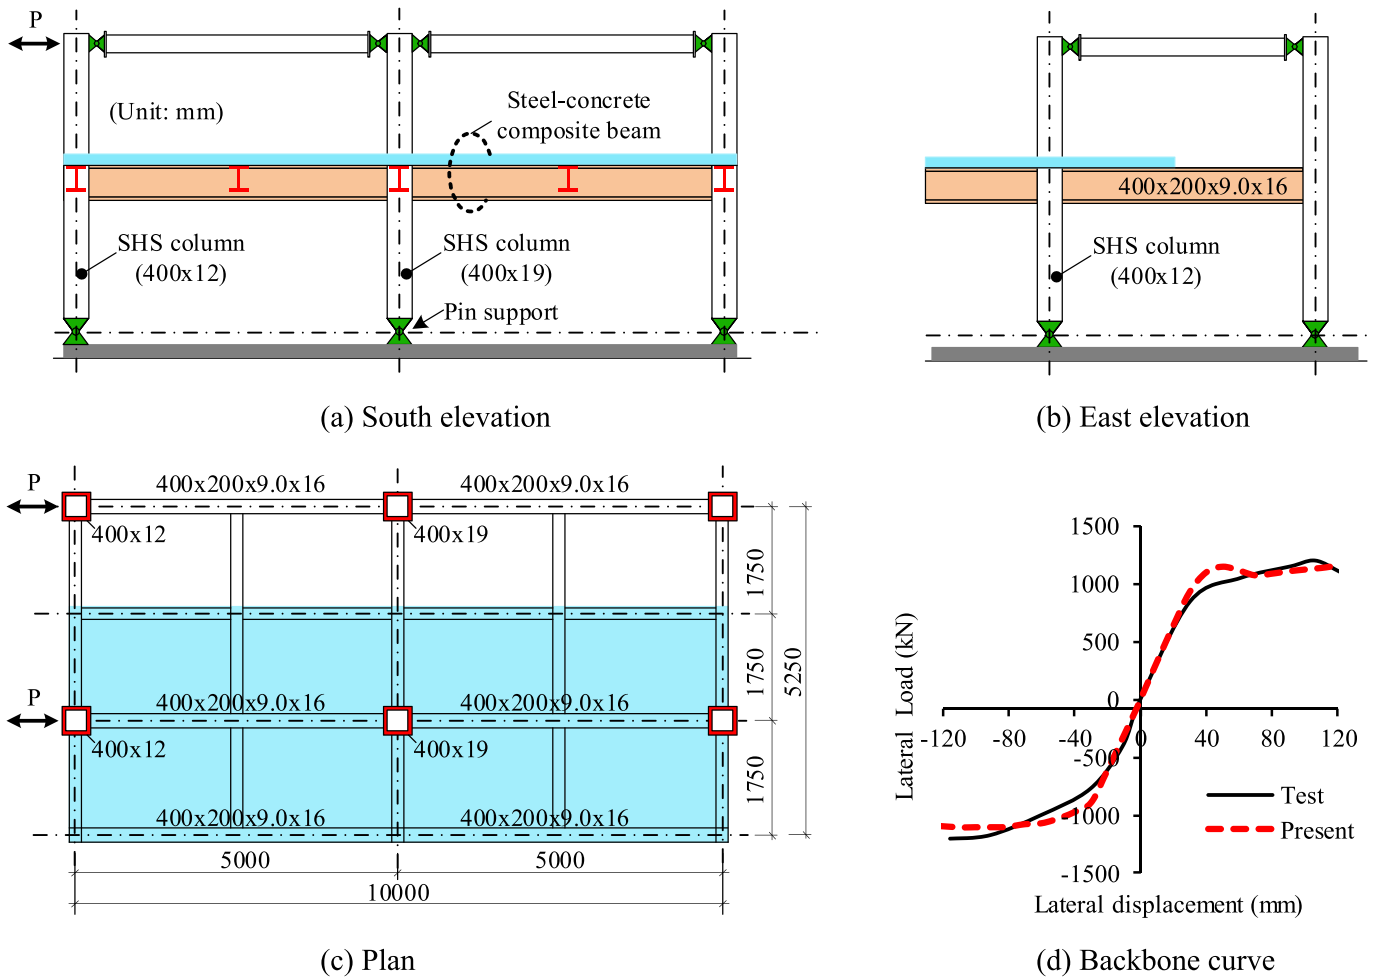 P
(Unit: mm)
Steel-concrete
composite beam
SHS column
(400x12)
SHS column
(400x19)
Pin support
(a) South elevation
400x200x9.0x16
SHS column
(400x12)
(b) East elevation
P
400x200x9.0x16
400x200x9.0x16
400x12
400x19
1750
P
400x200x9.0x16
400x200x9.0x16
400x12
400x19
1750
5250
1750
400x200x9.0x16
400x200x9.0x16
5000
5000
10000
(c) Plan
Lateral Load (kN)
1500
1000
500
0
-500
-1000
-1500
-120
-80
-40
0
40
80
120
Test
Present
Lateral displacement (mm)
(d) Backbone curve